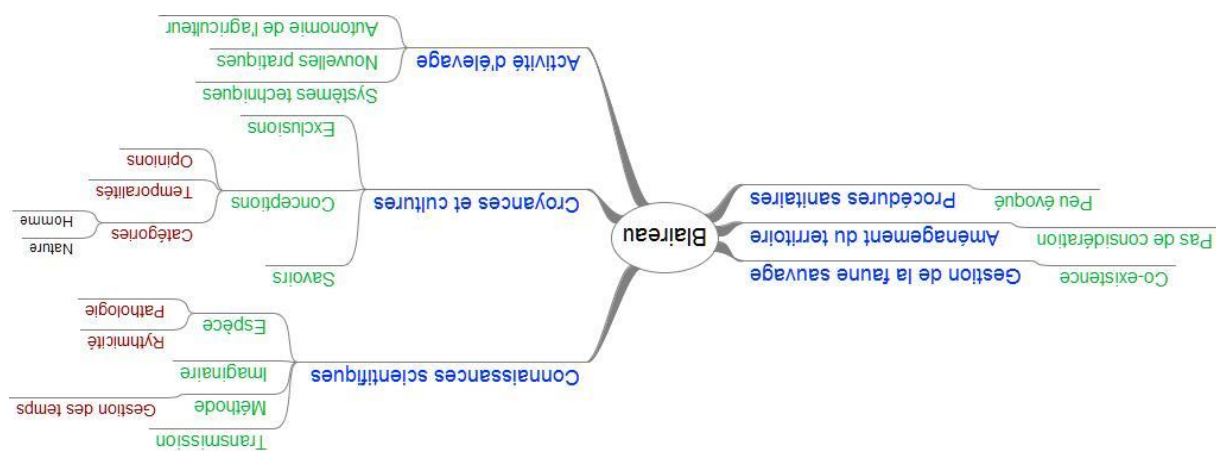 Blaireau
Connaissances scientifiques
Transmission
Méthode
Gestion des temps
Imaginaire
Espèce
Rythmicité
Pathologie
Croyances et cultures
Savoirs
Conceptions
Catégories
Nature
Homme
Temporalités
Opinions
Exclusions
Activité d'élevage
Systèmes techniques
Nouvelles pratiques
Autonomie de l'agriculteur
Gestion de la faune sauvage
Co-existence
Aménagement du territoire
Pas de considération
Procédures sanitaires
Peu évoqué